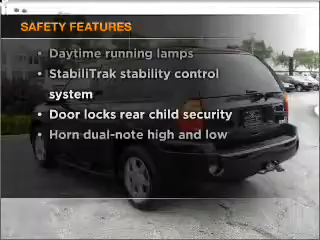 SAFETY FEATURES
• Daytime running lamps
• StabiliTrak stability control
system
• Door locks rear child security
• Horn dual-note high and low